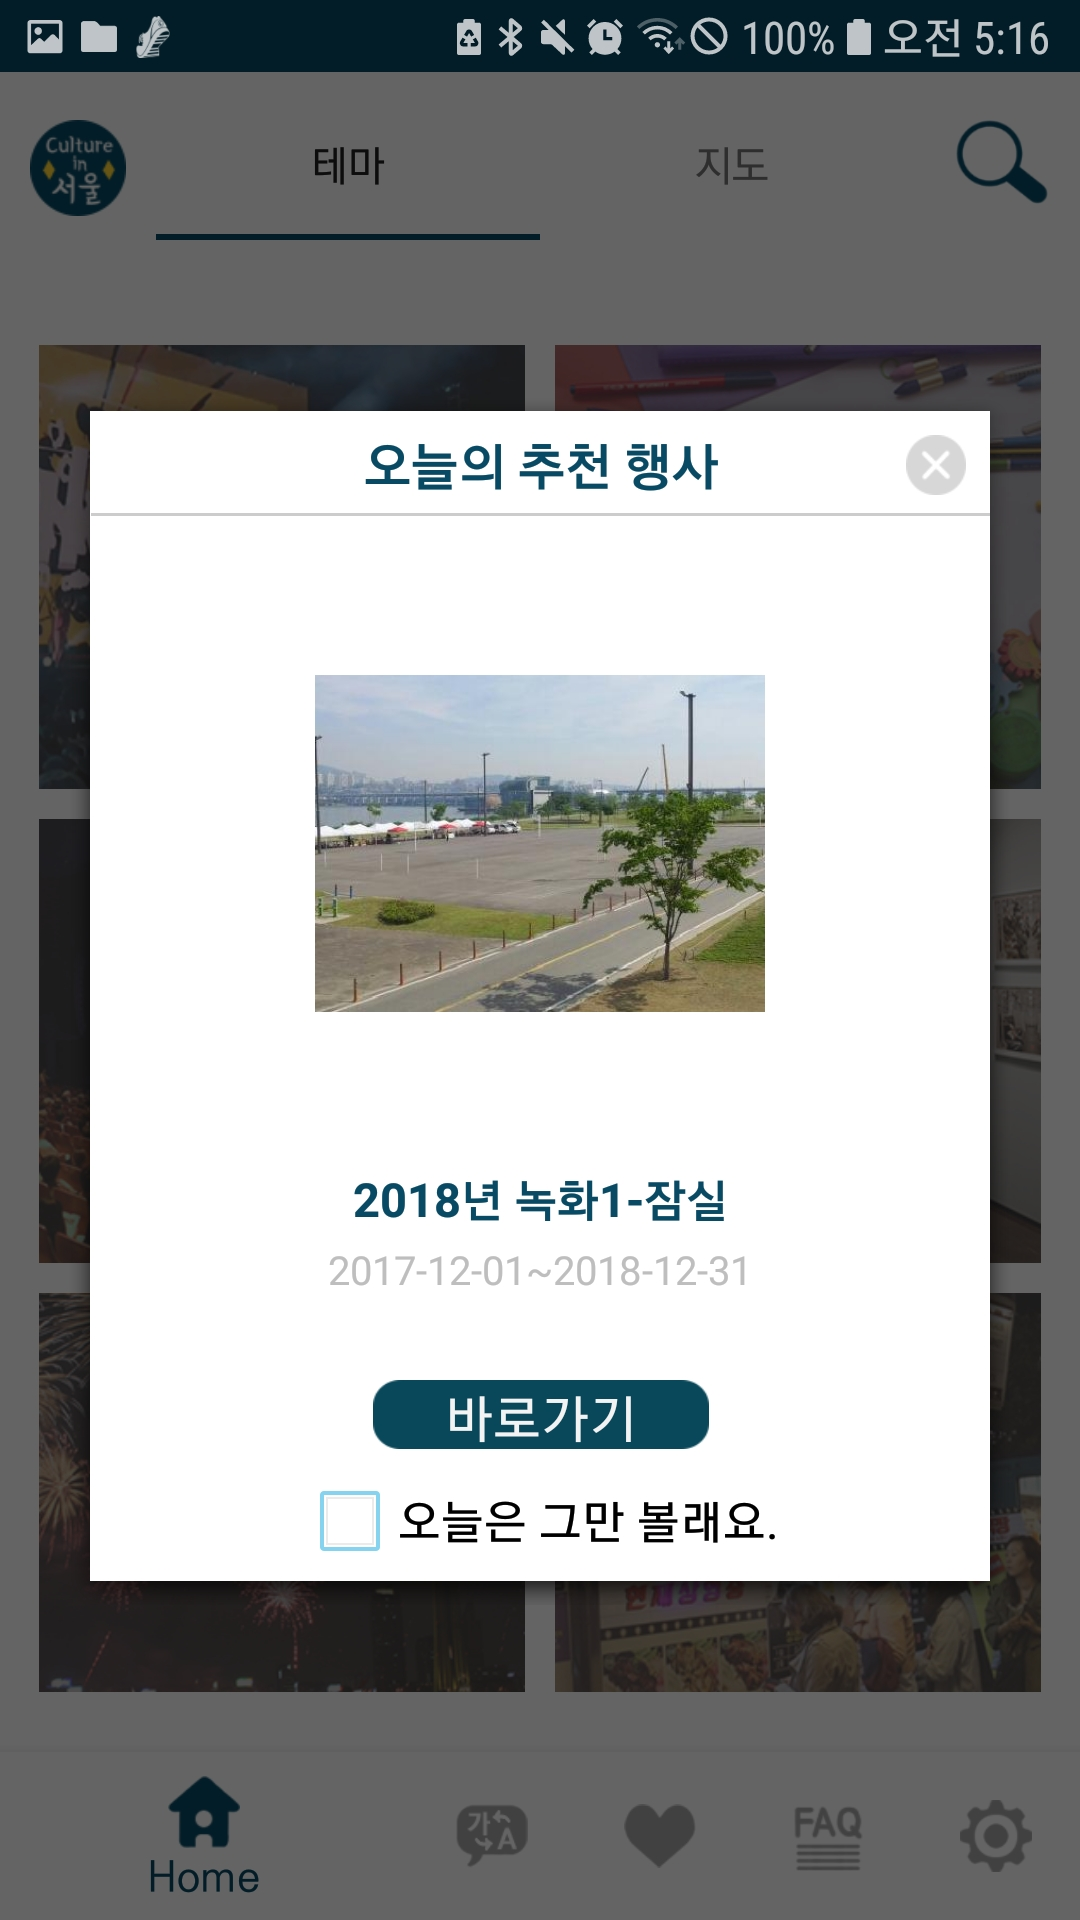 100% 오전 5:16
Culture
in
서울
테마
지도
오늘의 추천 행사
2018년 녹화1-잠실
2017-12-01~2018-12-31
바로가기
오늘은 그만 볼래요.
가
A
FAQ
Home